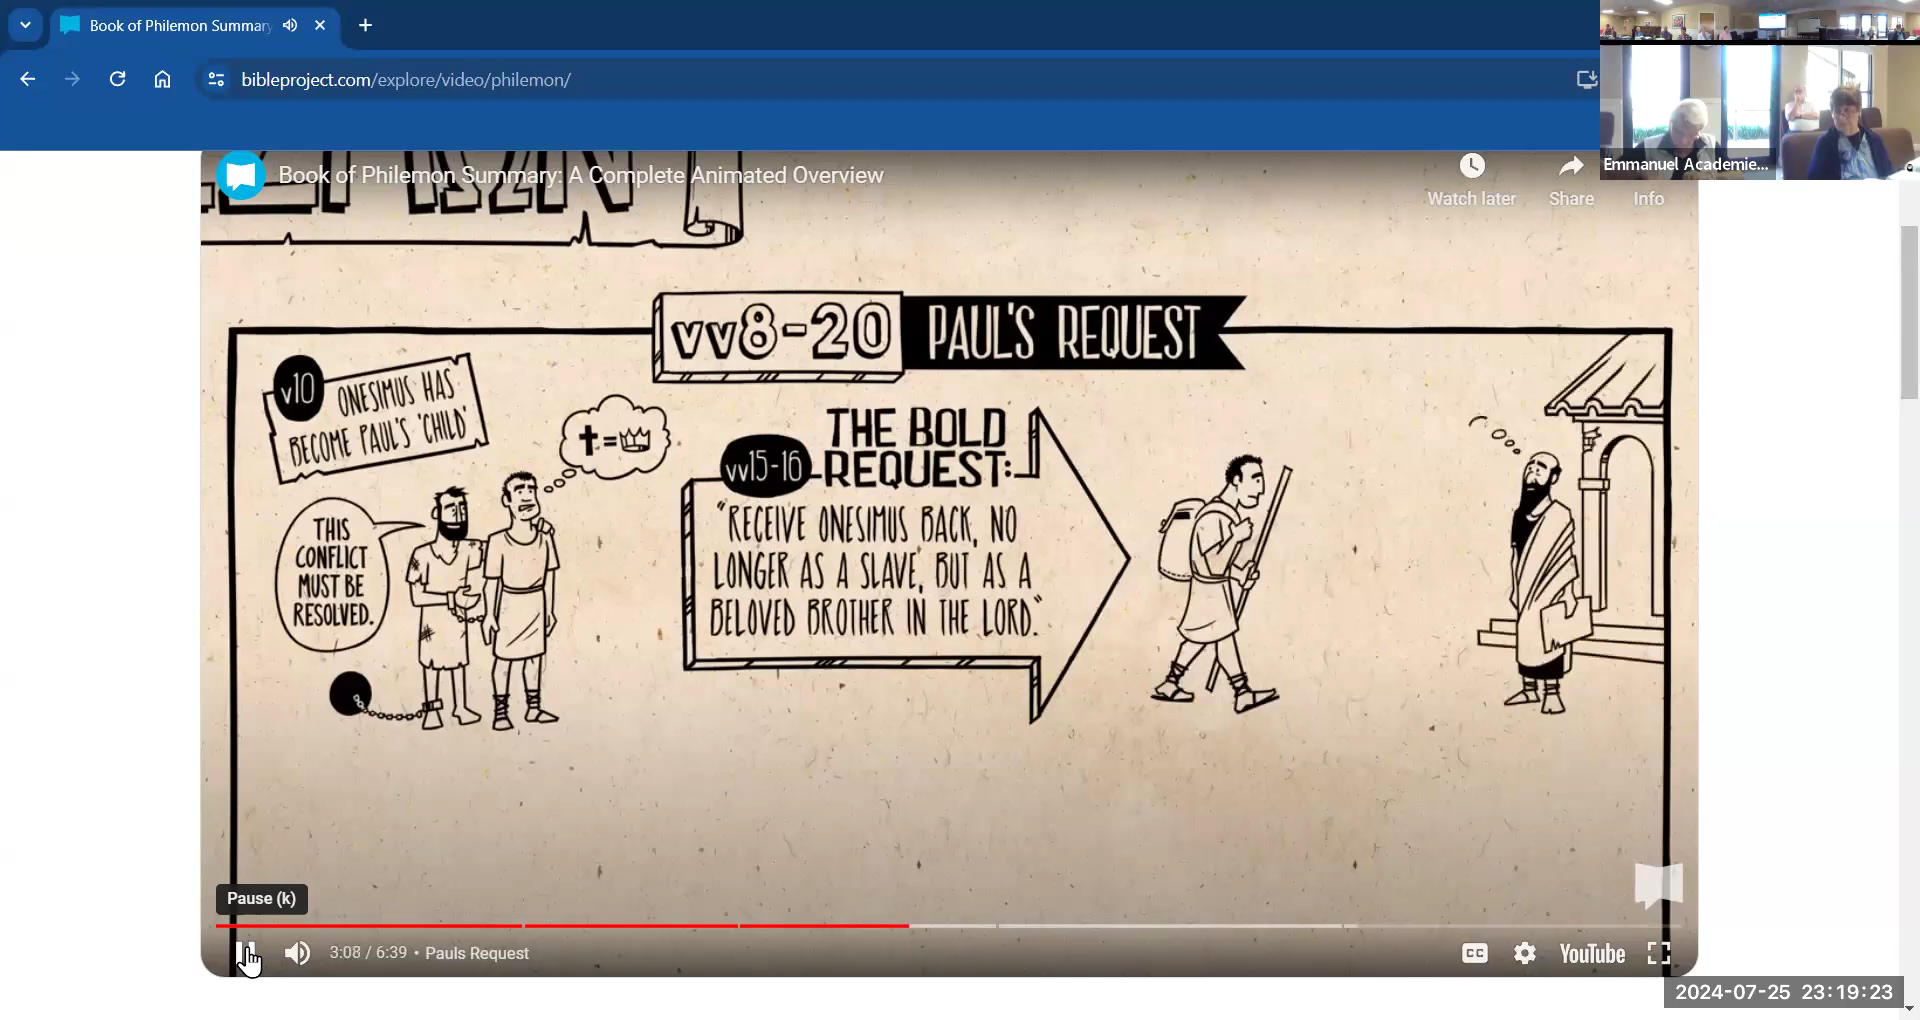 Book of Philemon Summary
bibleproject.com/explore/video/philemon/
Emmanuel Academie...
Book of Philemon Summary: A Complete Animated Overview
Watch later
Share
Info
vv8-20 PAUL'S REQUEST
v10 ONESIMUS HAS
BECOME PAUL'S 'CHILD'
THIS
CONFLICT
MUST BE
RESOLVED.
vv15-16
THE BOLD
REQUEST:
"RECEIVE ONESIMUS BACK, NO
LONGER AS A SLAVE, BUT AS A
BELOVED BROTHER IN THE LORD."
Pause (k)
3:08 / 6:39 • Pauls Request
CC
YouTube
2024-07-25 23:19:23